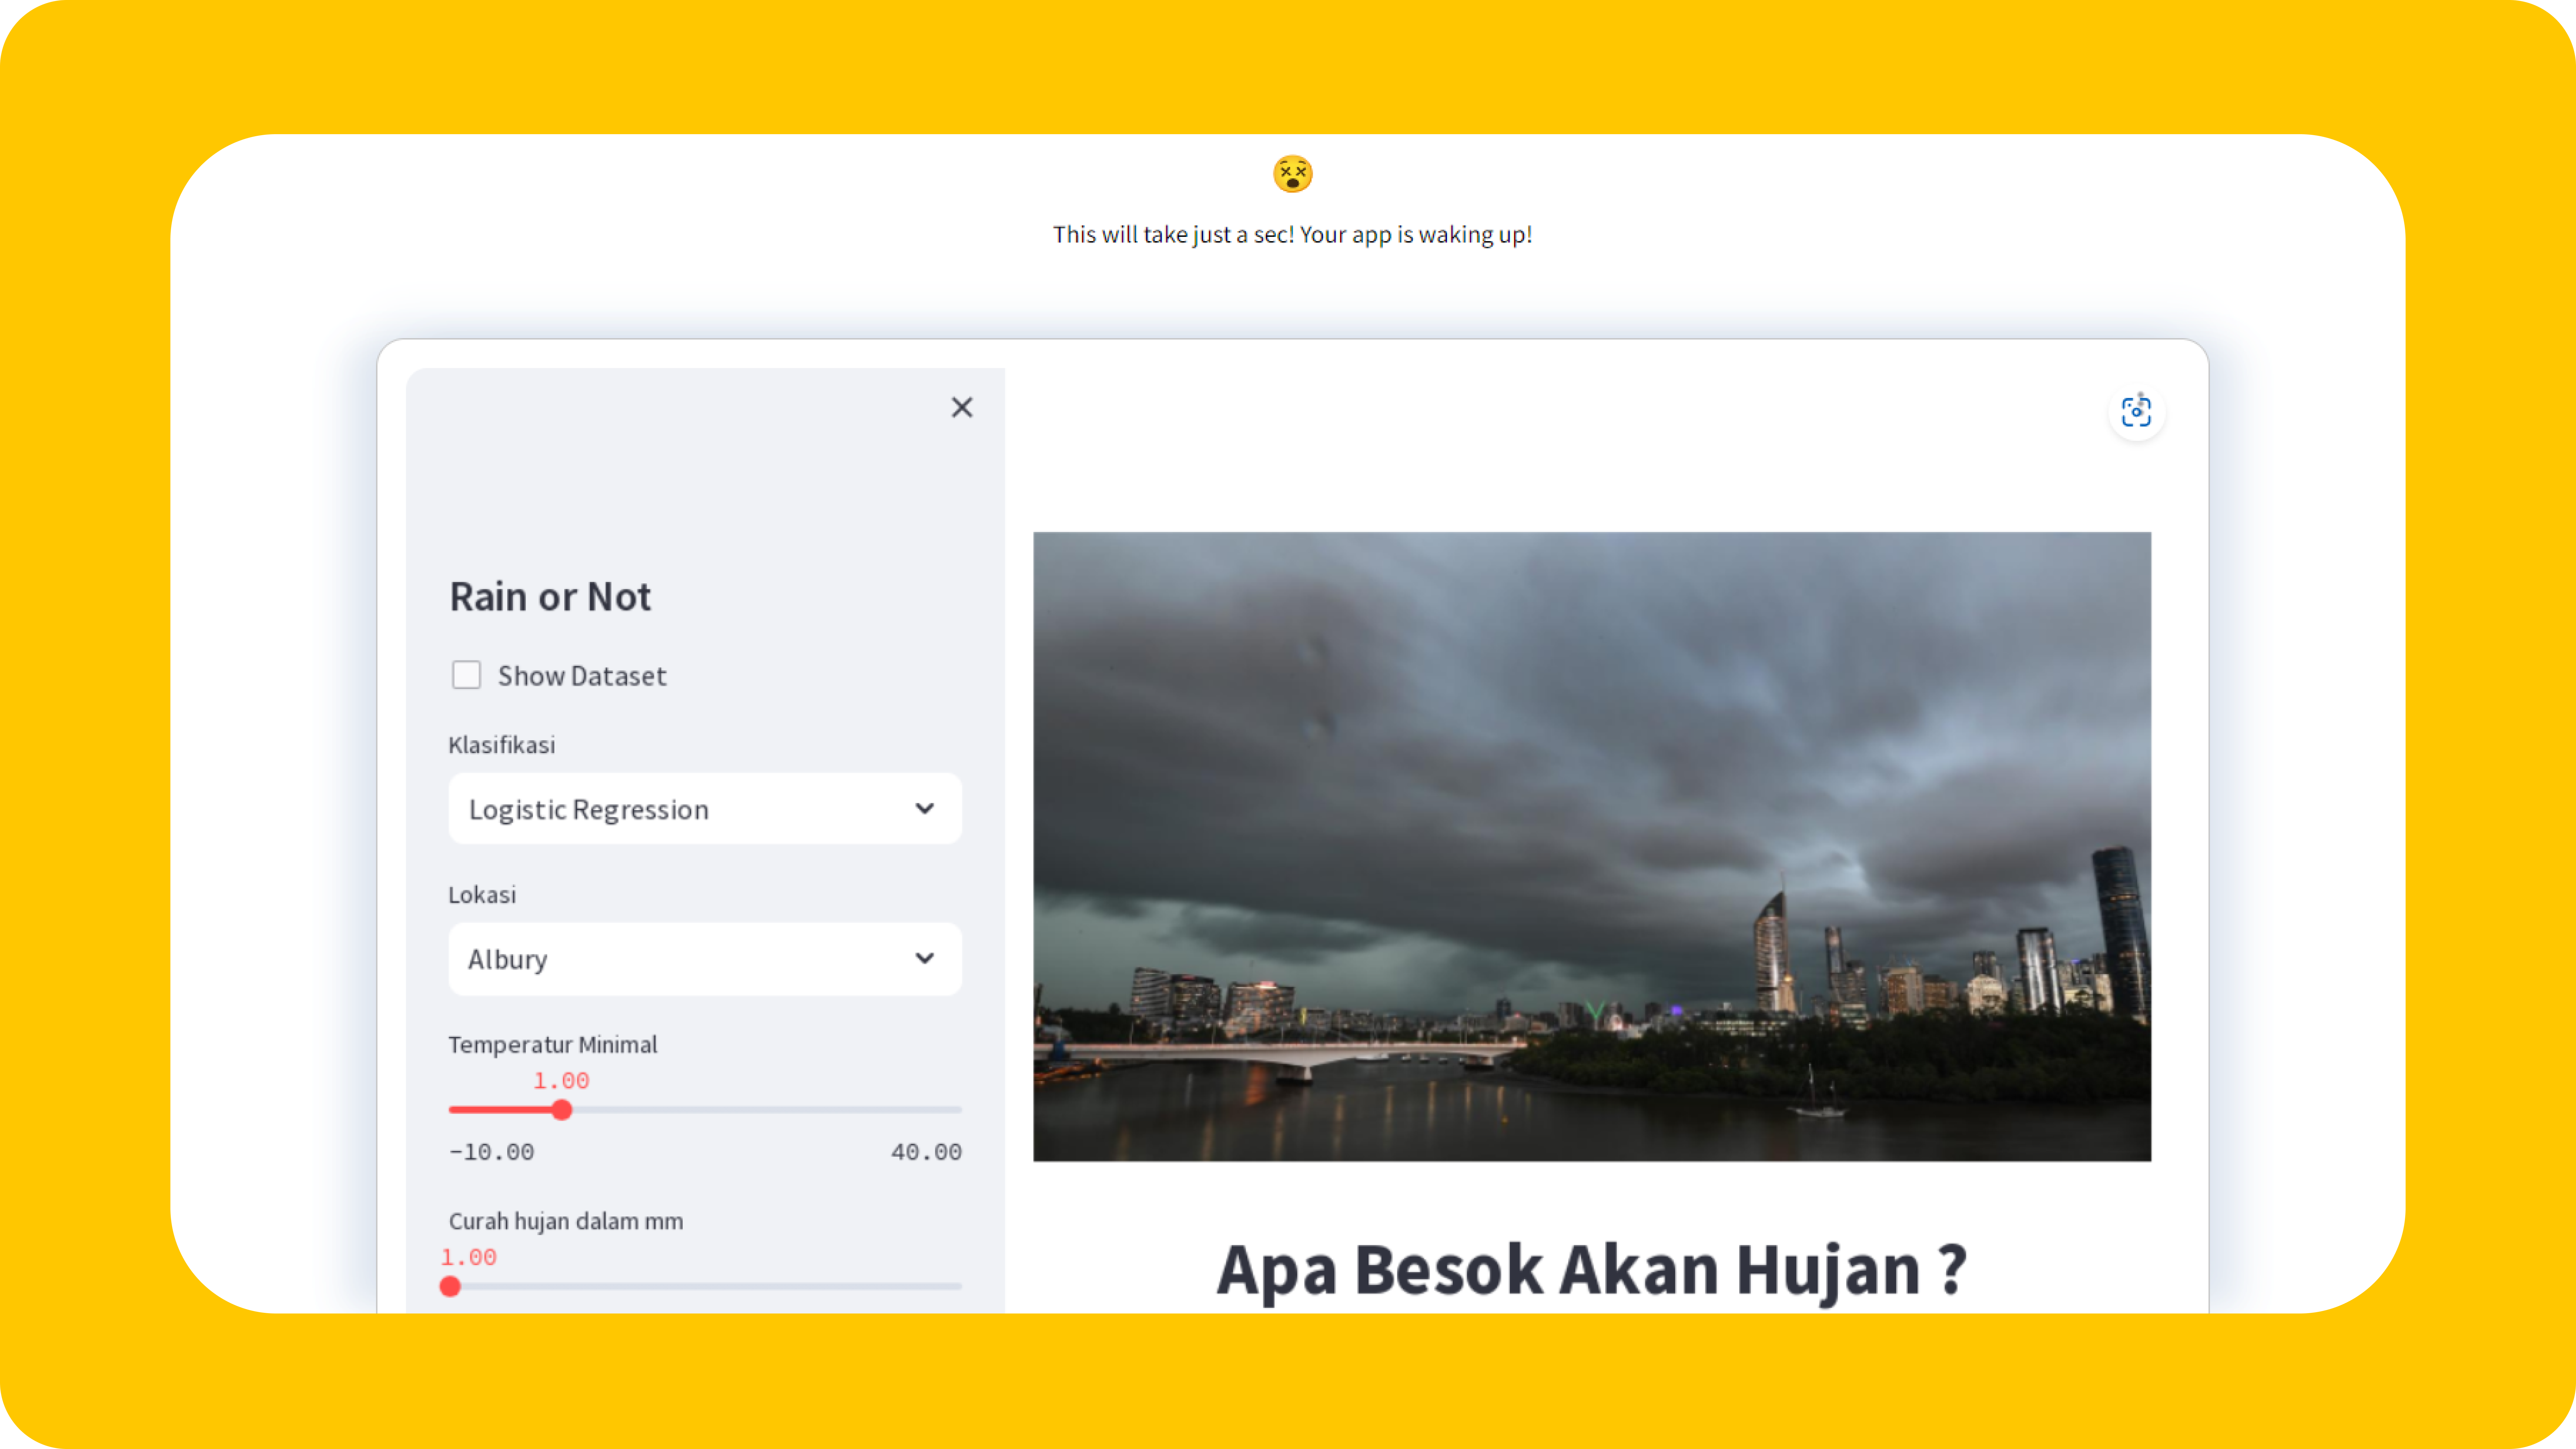 This will take just a sec! Your app is waking up!
Rain or Not
Show Dataset
Klasifikasi
Logistic Regression
Lokasi
Albury
Temperatur Minimal
1.00
-10.00 40.00
Curah hujan dalam mm
1.00
Apa Besok Akan Hujan ?